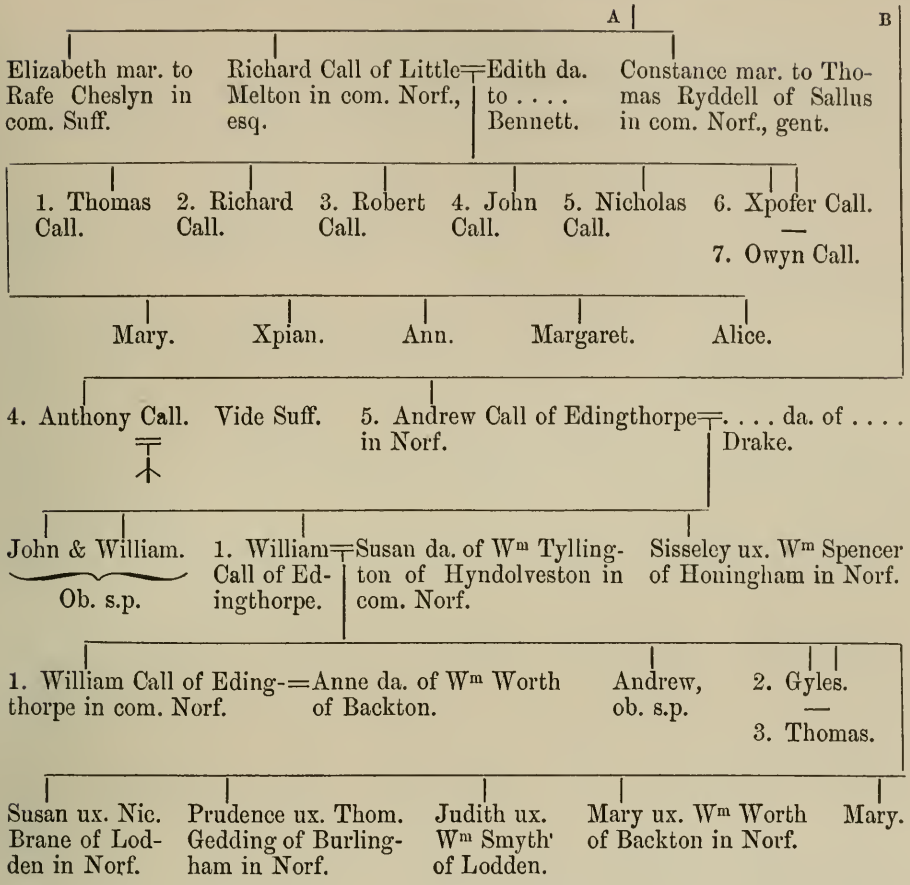 A
B
Elizabeth mar. to
Rafe Cheslyn in
com. Suff.
Richard Call of Little
Melton in com. Norf.,
esq.
Edith da.
to . . . .
Bennett.
Constance mar. to Tho-
mas Ryddell of Sallus
in com. Norf., gent.
1. Thomas
Call.
2. Richard
Call.
3. Robert
Call.
4. John
Call.
5. Nicholas
Call.
6. Xpofer Call.
—
7. Owyn Call.
Mary.
Xpian.
Ann.
Margaret.
Alice.
4. Anthony Call.
Vide Suff.
5. Andrew Call of Edingthorpe
in Norf.
. . . . da. of . . . .
Drake.
John & William.
Ob. s.p.
1. William
Call of Ed-
ingthorpe.
Susan da. of Wm Tylling-
ton of Hyndolveston in
com. Norf.
Sisseley ux. Wm Spencer
of Honingham in Norf.
1. William Call of Eding-
thorpe in com. Norf.
Anne da. of Wm Worth
of Backton.
Andrew,
ob. s.p.
2. Gyles.
—
3. Thomas.
Susan ux. Nic.
Brane of Lod-
den in Norf.
Prudence ux. Thom.
Gedding of Burling-
ham in Norf.
Judith ux.
Wm Smyth'
of Lodden.
Mary ux. Wm Worth
of Backton in Norf.
Mary.